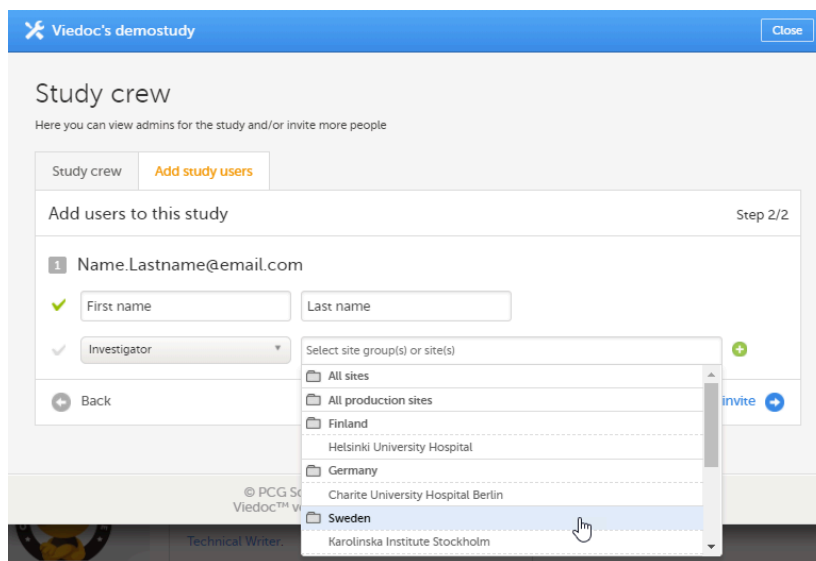 Viedoc's demostudy
Close
Study crew
Here you can view admins for the study and/or invite more people
Study crew
Add study users
Add users to this study
Step 2/2
1 Name.Lastname@email.com
First name
Last name
Investigator
Select site group(s) or site(s)
All sites
All production sites
Finland
Helsinki University Hospital
Germany
Charite University Hospital Berlin
Sweden
Karolinska Institute Stockholm
Back
invite
© PCG
Viedoc™
Technical Writer.